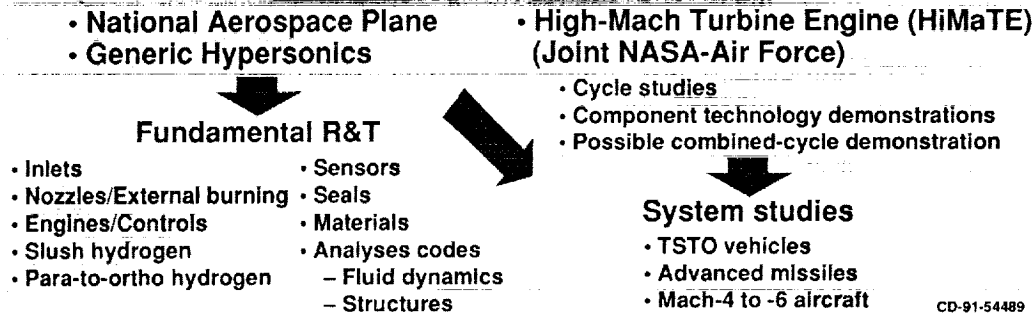 • National Aerospace Plane
• Generic Hypersonics
Fundamental R&T
• Inlets
• Nozzles/External burning
• Engines/Controls
• Slush hydrogen
• Para-to-ortho hydrogen
• Sensors
• Seals
• Materials
• Analyses codes
– Fluid dynamics
– Structures
• High-Mach Turbine Engine (HiMaTE)
(Joint NASA-Air Force)
• Cycle studies
• Component technology demonstrations
• Possible combined-cycle demonstration
System studies
• TSTO vehicles
• Advanced missiles
• Mach-4 to -6 aircraft
CD-91-54489